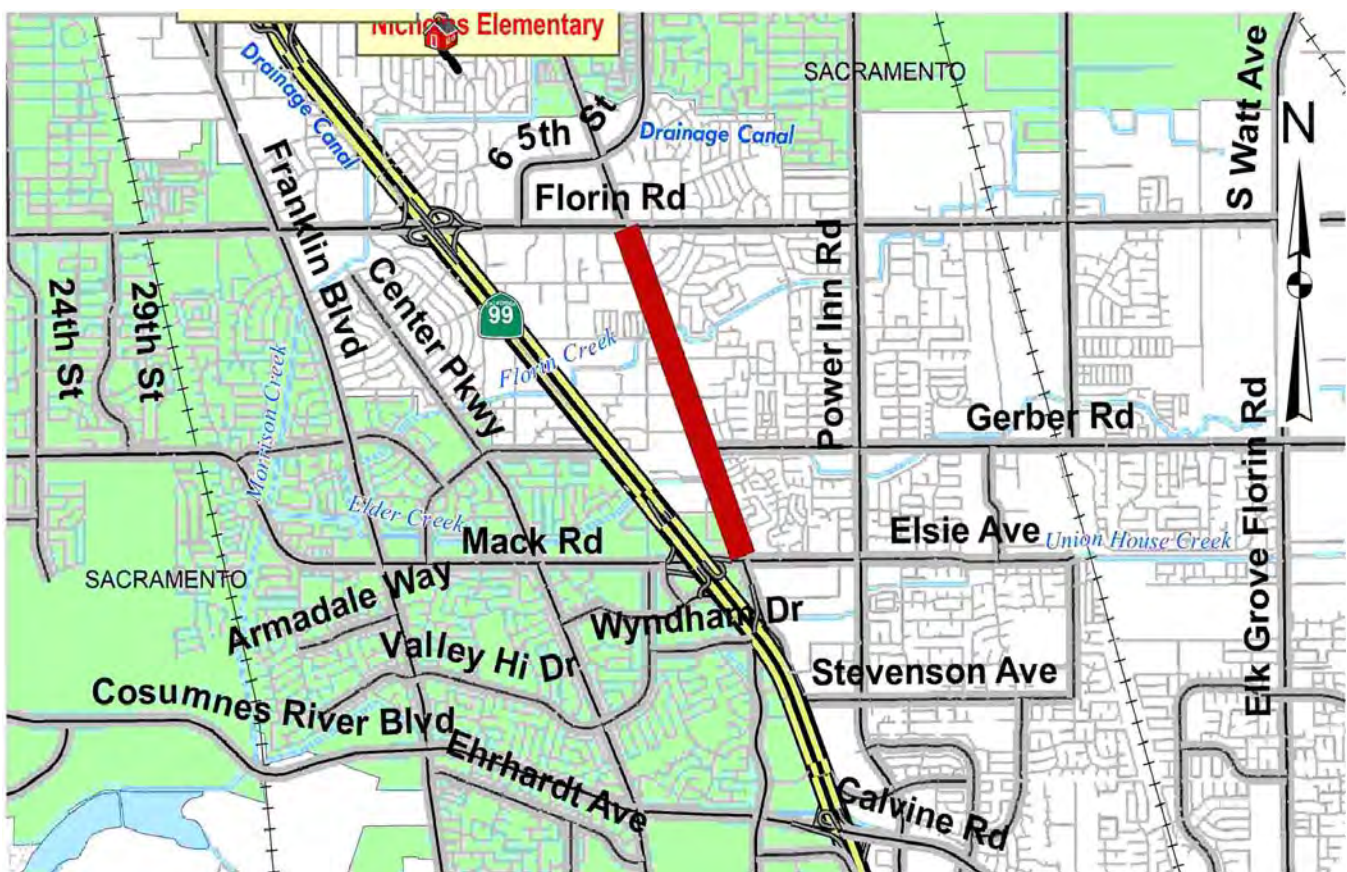 Nicholas Elementary
SACRAMENTO
S Watt Ave
N
Drainage Canal
6 5th St
Drainage Canal
Franklin Blvd
Florin Rd
24th St
29th St
Center Pkwy
CALIFORNIA
99
Florin Creek
Power Inn Rd
Morrison Creek
Gerber Rd
Elk Grove Florin Rd
Elder Creek
Mack Rd
Elsie Ave
Union House Creek
SACRAMENTO
Armadale Way
Wyndham Dr
Valley Hi Dr
Stevenson Ave
Cosumnes River Blvd
Ehrhardt Ave
Calvine Rd